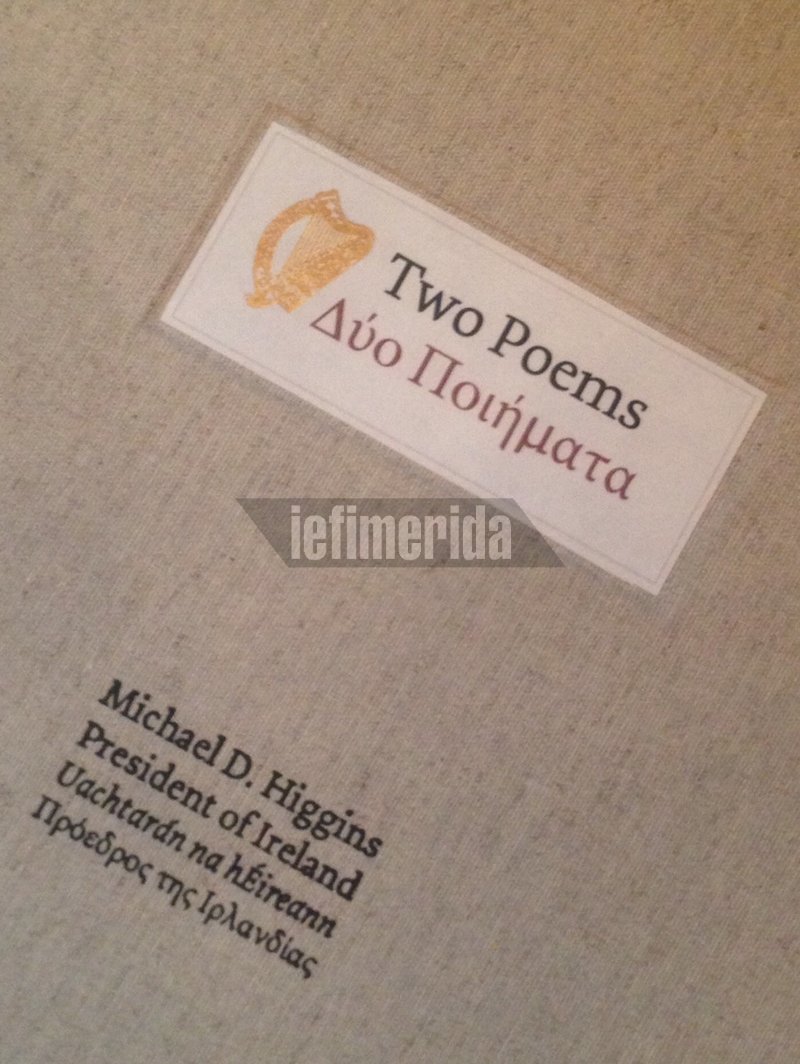 Two Poems
Δύο Ποιήματα
iefimerida
Michael D. Higgins
President of Ireland
Uachtarán na hÉireann
Πρόεδρος της Ιρλανδίας